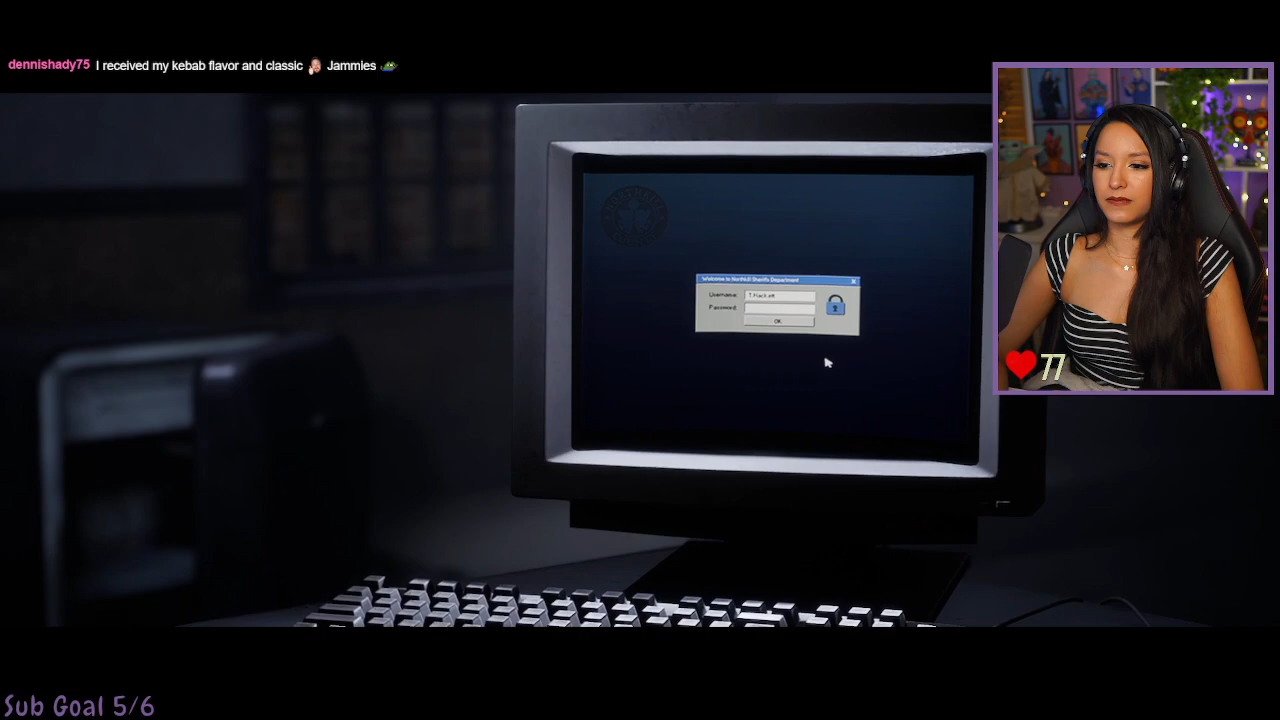 dennishady75 I received my kebab flavor and classic Jammies
Welcome to Northill Sheriffs Department
Username:
Password:
OK
77
Sub Goal 5/6